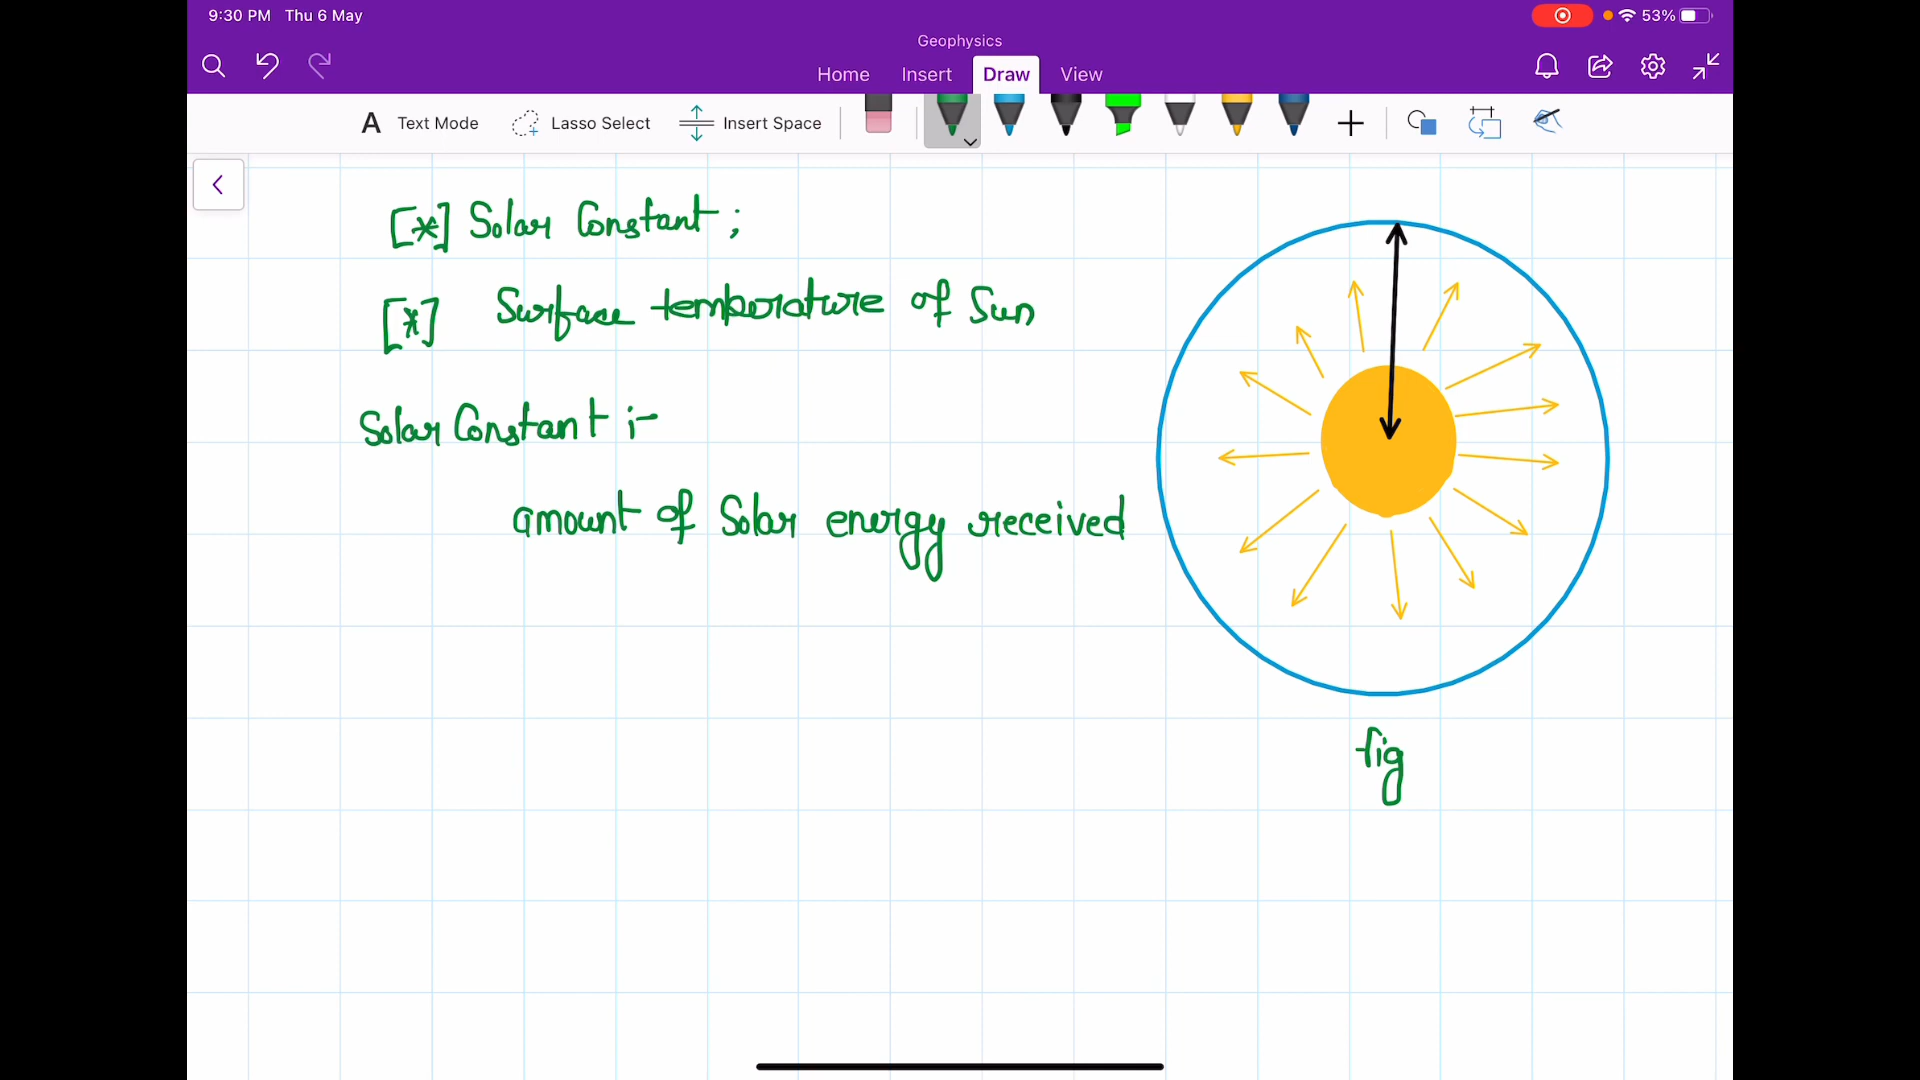 9:30 PM Thu 6 May
53%
Geophysics
Home Insert Draw View
A Text Mode Lasso Select Insert Space
[*] Solar Constant ;
[*] Surface temperature of Sun
Solar Constant :-
amount of Solar energy received
fig